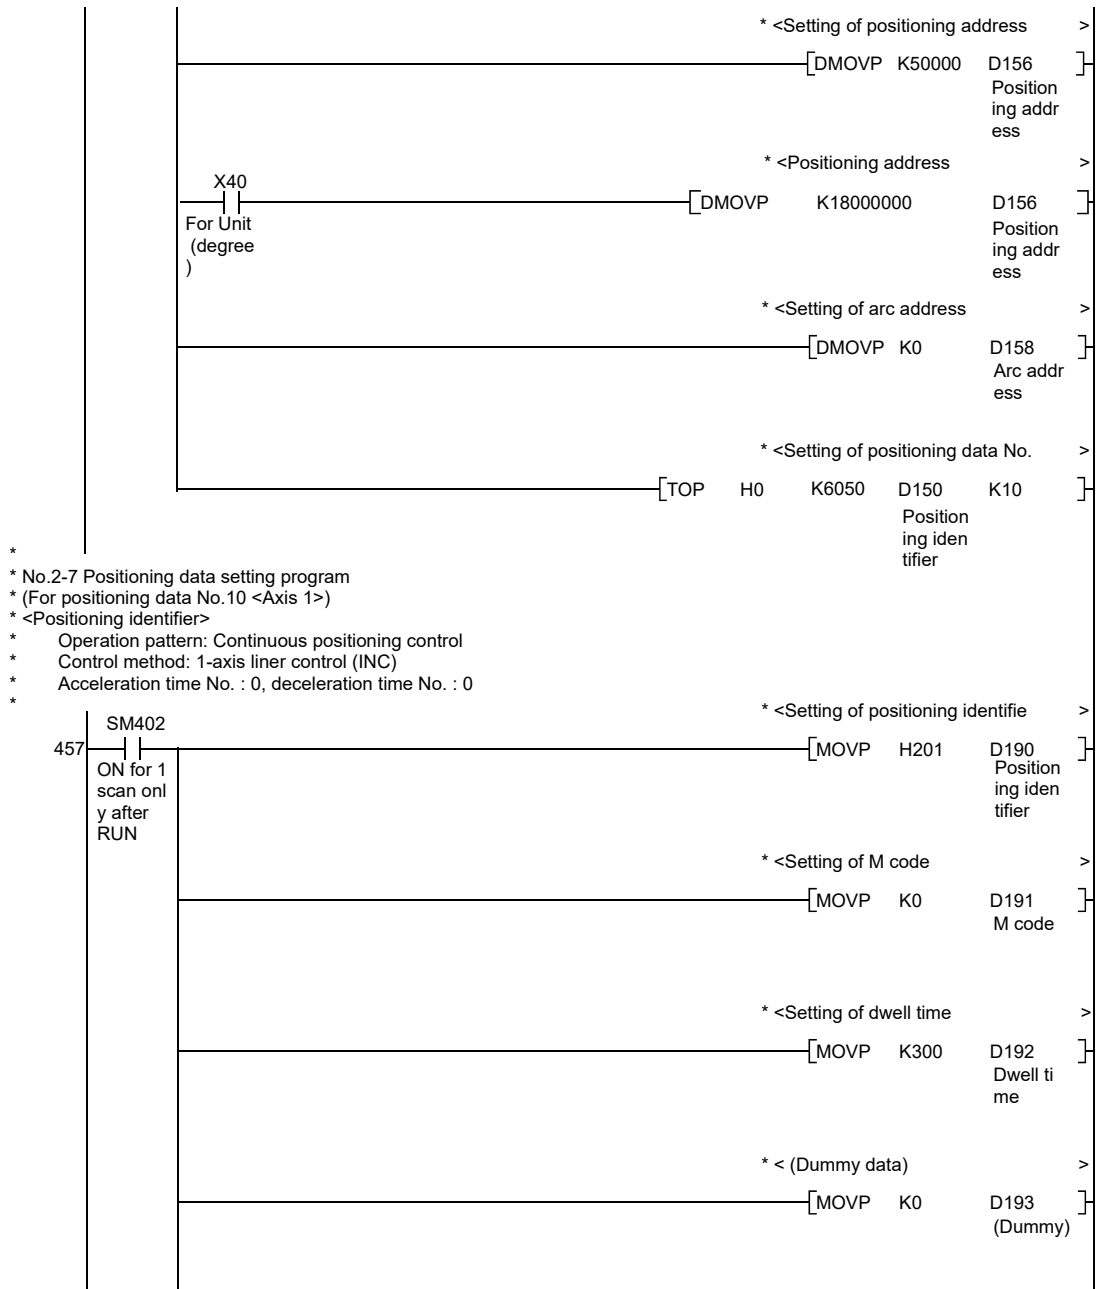 * <Setting of positioning address >
DMOVP K50000 D156
Position
ing addr
ess
* <Positioning address >
X40
DMOVP K18000000 D156
For Unit
(degree
)
Position
ing addr
ess
* <Setting of arc address >
DMOVP K0 D158
Arc addr
ess
* <Setting of positioning data No. >
TOP H0 K6050 D150 K10
Position
ing iden
tifier
*
* No.2-7 Positioning data setting program
* (For positioning data No.10 <Axis 1>)
* <Positioning identifier>
* Operation pattern: Continuous positioning control
* Control method: 1-axis liner control (INC)
* Acceleration time No. : 0, deceleration time No. : 0
*
* <Setting of positioning identifie >
SM402
457 MOVP H201 D190
ON for 1
scan onl
y after
RUN
Position
ing iden
tifier
* <Setting of M code >
MOVP K0 D191
M code
* <Setting of dwell time >
MOVP K300 D192
Dwell ti
me
* < (Dummy data) >
MOVP K0 D193
(Dummy)